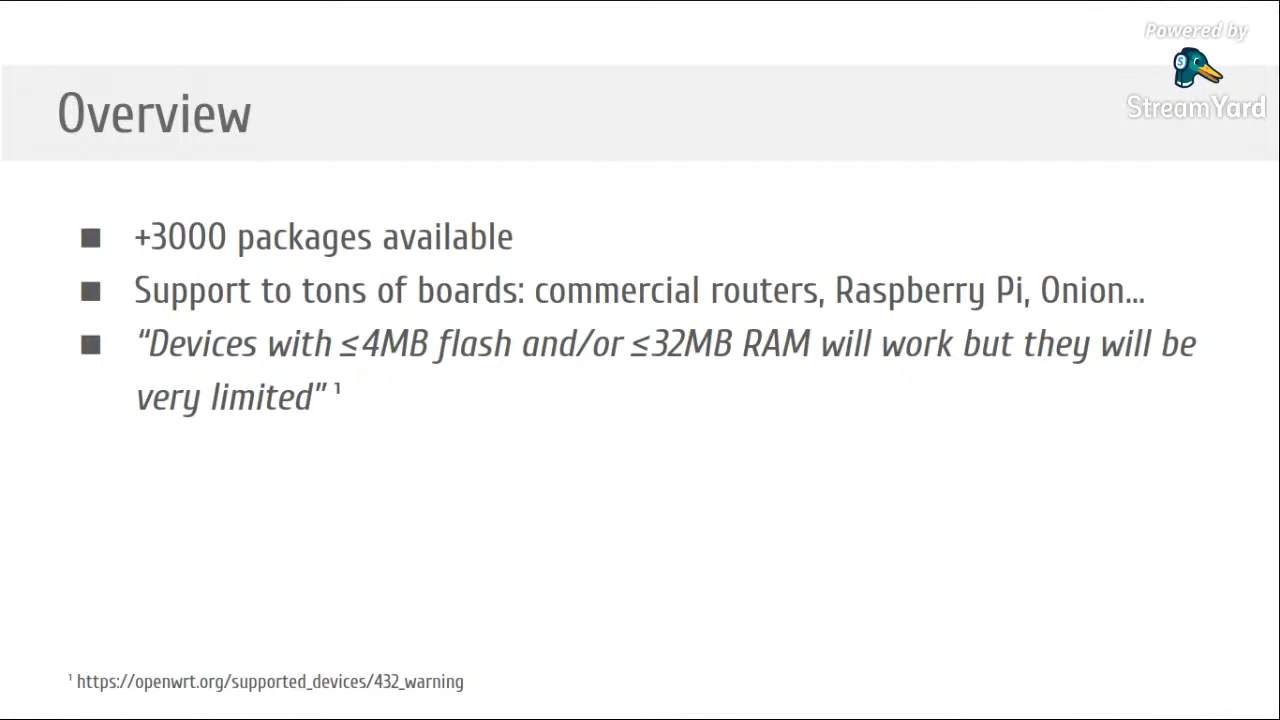 Powered by
StreamYard
Overview
■ +3000 packages available
■ Support to tons of boards: commercial routers, Raspberry Pi, Onion...
■ “Devices with ≤4MB flash and/or ≤32MB RAM will work but they will be
very limited” ¹
¹ https://openwrt.org/supported_devices/432_warning